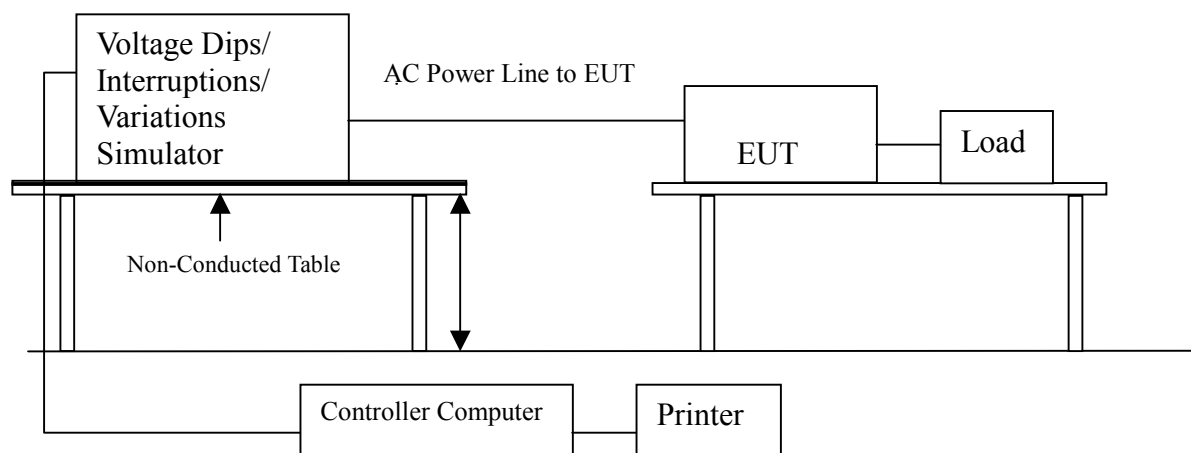 Voltage Dips/
Interruptions/
Variations
Simulator
AC Power Line to EUT
EUT
Load
Non-Conducted Table
Controller Computer
Printer